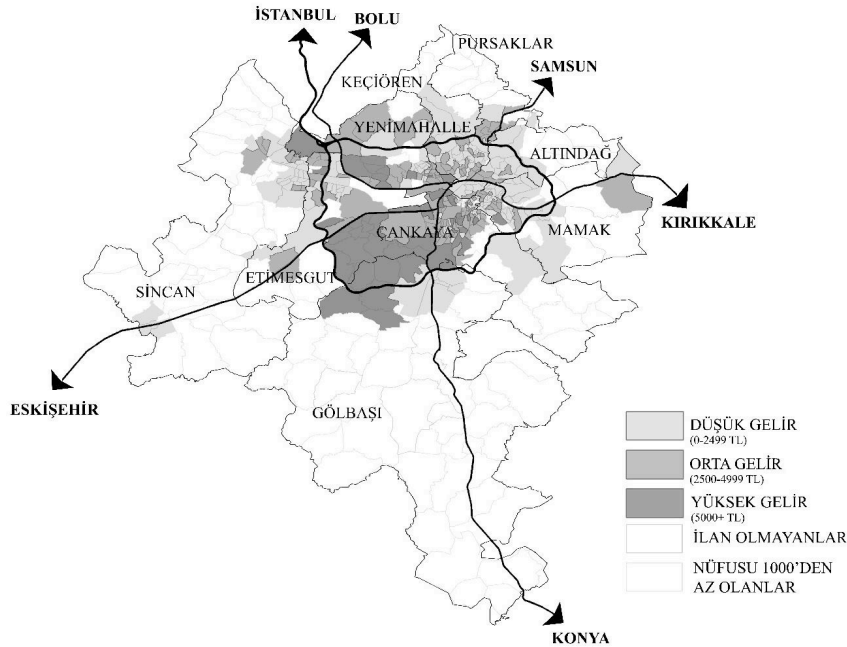 İSTANBUL
BOLU
PURSAKLAR
SAMSUN
KEÇİÖREN
YENİMAHALLE
ALTINDAĞ
KIRIKKALE
ÇANKAYA
MAMAK
ETİMESGUT
SİNCAN
ESKİŞEHİR
GÖLBAŞI
KONYA
DÜŞÜK GELİR
(0-2499 TL)
ORTA GELİR
(2500-4999 TL)
YÜKSEK GELİR
(5000+ TL)
İLAN OLMAYANLAR
NÜFUSU 1000'DEN
AZ OLANLAR